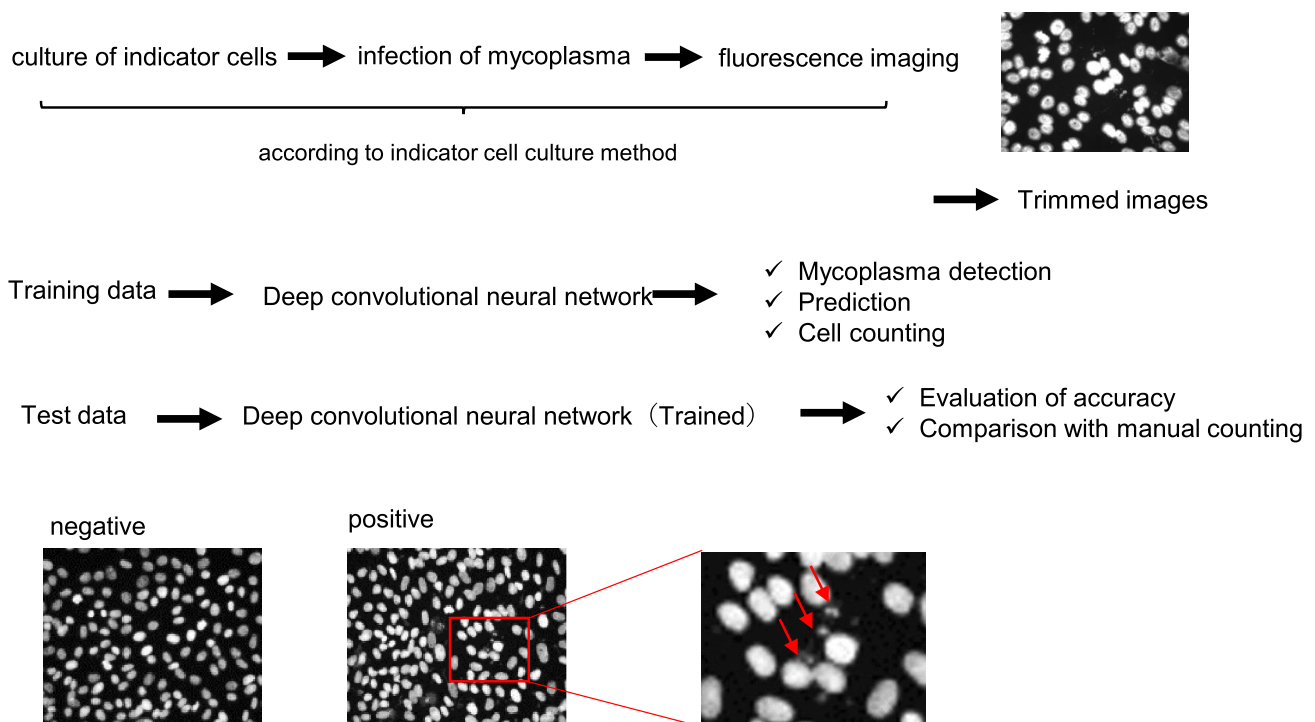 culture of indicator cells
infection of mycoplasma
fluorescence imaging
according to indicator cell culture method
Trimmed images
Training data
Deep convolutional neural network
✓ Mycoplasma detection
✓ Prediction
✓ Cell counting
Test data
Deep convolutional neural network（Trained）
✓ Evaluation of accuracy
✓ Comparison with manual counting
negative
positive